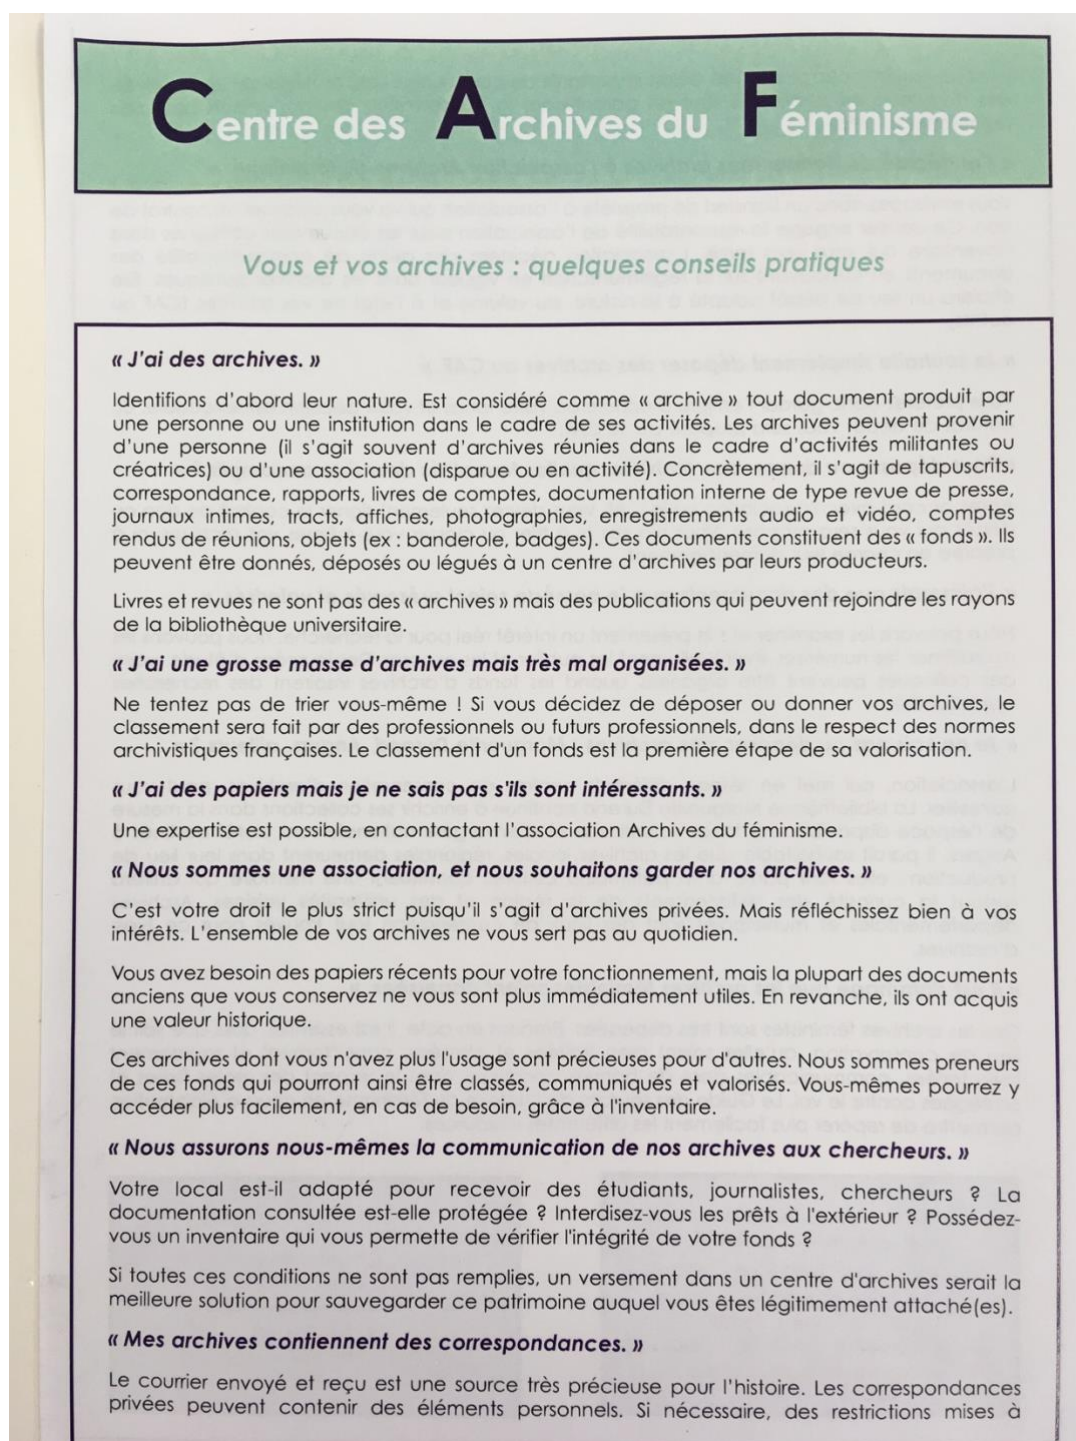 Centre des Archives du Féminisme
Vous et vos archives : quelques conseils pratiques
« J'ai des archives. »
Identifions d'abord leur nature. Est considéré comme « archive » tout document produit par
une personne ou une institution dans le cadre de ses activités. Les archives peuvent provenir
d'une personne (il s'agit souvent d'archives réunies dans le cadre d'activités militantes ou
créatrices) ou d'une association (disparue ou en activité). Concrètement, il s'agit de tapuscrits,
correspondance, rapports, livres de comptes, documentation interne de type revue de presse,
journaux intimes, tracts, affiches, photographies, enregistrements audio et vidéo, comptes
rendus de réunions, objets (ex : banderole, badges). Ces documents constituent des « fonds ». Ils
peuvent être donnés, déposés ou légués à un centre d'archives par leurs producteurs.
Livres et revues ne sont pas des « archives » mais des publications qui peuvent rejoindre les rayons
de la bibliothèque universitaire.
« J'ai une grosse masse d'archives mais très mal organisées. »
Ne tentez pas de trier vous-même ! Si vous décidez de déposer ou donner vos archives, le
classement sera fait par des professionnels ou futurs professionnels, dans le respect des normes
archivistiques françaises. Le classement d'un fonds est la première étape de sa valorisation.
« J'ai des papiers mais je ne sais pas s'ils sont intéressants. »
Une expertise est possible, en contactant l'association Archives du féminisme.
« Nous sommes une association, et nous souhaitons garder nos archives. »
C'est votre droit le plus strict puisqu'il s'agit d'archives privées. Mais réfléchissez bien à vos
intérêts. L'ensemble de vos archives ne vous sert pas au quotidien.
Vous avez besoin des papiers récents pour votre fonctionnement, mais la plupart des documents
anciens que vous conservez ne vous sont plus immédiatement utiles. En revanche, ils ont acquis
une valeur historique.
Ces archives dont vous n'avez plus l'usage sont précieuses pour d'autres. Nous sommes preneurs
de ces fonds qui pourront ainsi être classés, communiqués et valorisés. Vous-mêmes pourrez y
accéder plus facilement, en cas de besoin, grâce à l'inventaire.
« Nous assurons nous-mêmes la communication de nos archives aux chercheurs. »
Votre local est-il adapté pour recevoir des étudiants, journalistes, chercheurs ? La
documentation consultée est-elle protégée ? Interdisez-vous les prêts à l'extérieur ? Possédez-
vous un inventaire qui vous permette de vérifier l'intégrité de votre fonds ?
Si toutes ces conditions ne sont pas remplies, un versement dans un centre d'archives serait la
meilleure solution pour sauvegarder ce patrimoine auquel vous êtes légitimement attaché(es).
« Mes archives contiennent des correspondances. »
Le courrier envoyé et reçu est une source très précieuse pour l'histoire. Les correspondances
privées peuvent contenir des éléments personnels. Si nécessaire, des restrictions mises à